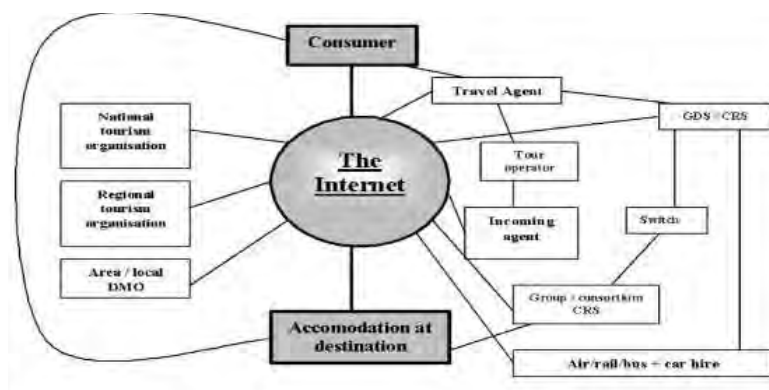 Consumer
Travel Agent
GDS / CRS
National
tourism
organisation
The
Internet
Tour
operator
Regional
tourism
organisation
Incoming
agent
Switch
Area / local
DMO
Group / consortium
CRS
Accomodation at
destination
Air/rail/bus + car hire